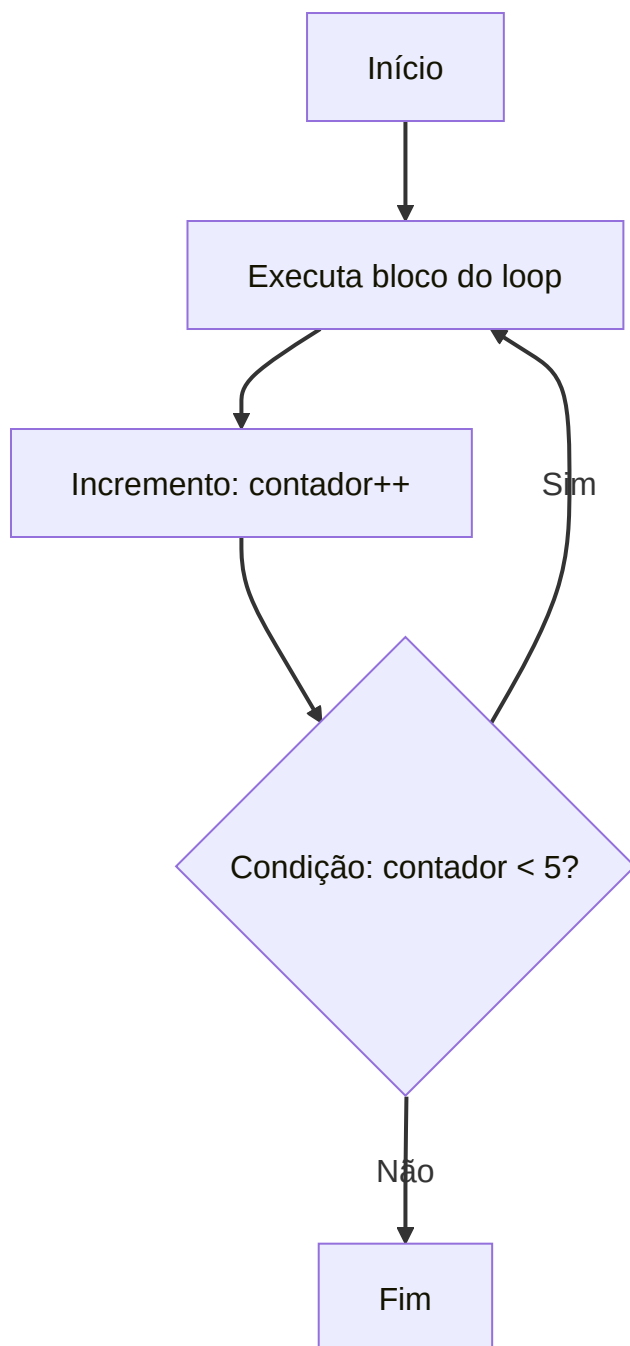 Início
Executa bloco do loop
Incremento: contador++
Sim
Condição: contador < 5?
Não
Fim